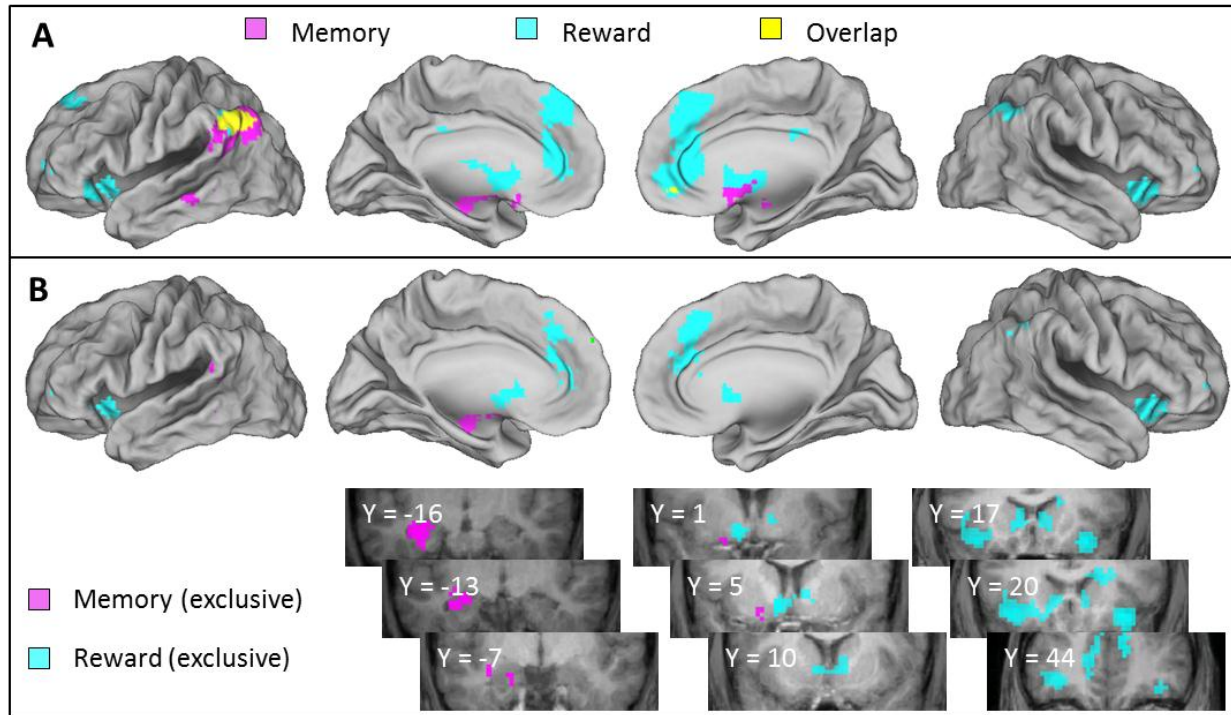 A
Memory
Reward
Overlap
B
Y = -16
Y = 1
Y = 17
Y = -13
Y = 5
Y = 20
Y = -7
Y = 10
Y = 44
Memory (exclusive)
Reward (exclusive)